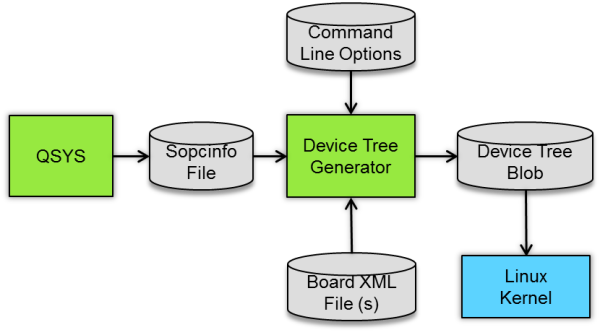 Command
Line Options
QSYS
Sopcinfo
File
Device Tree
Generator
Device Tree
Blob
Board XML
File (s)
Linux
Kernel